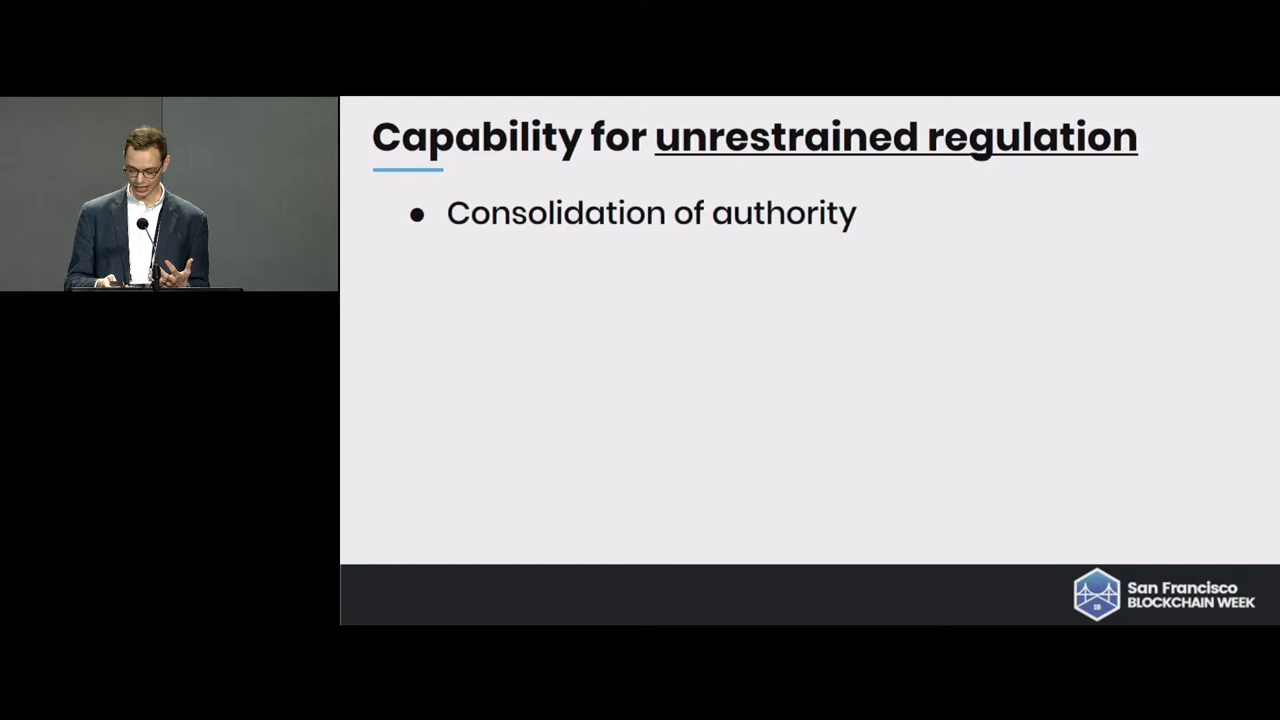 Capability for unrestrained regulation
● Consolidation of authority
San Francisco
BLOCKCHAIN WEEK